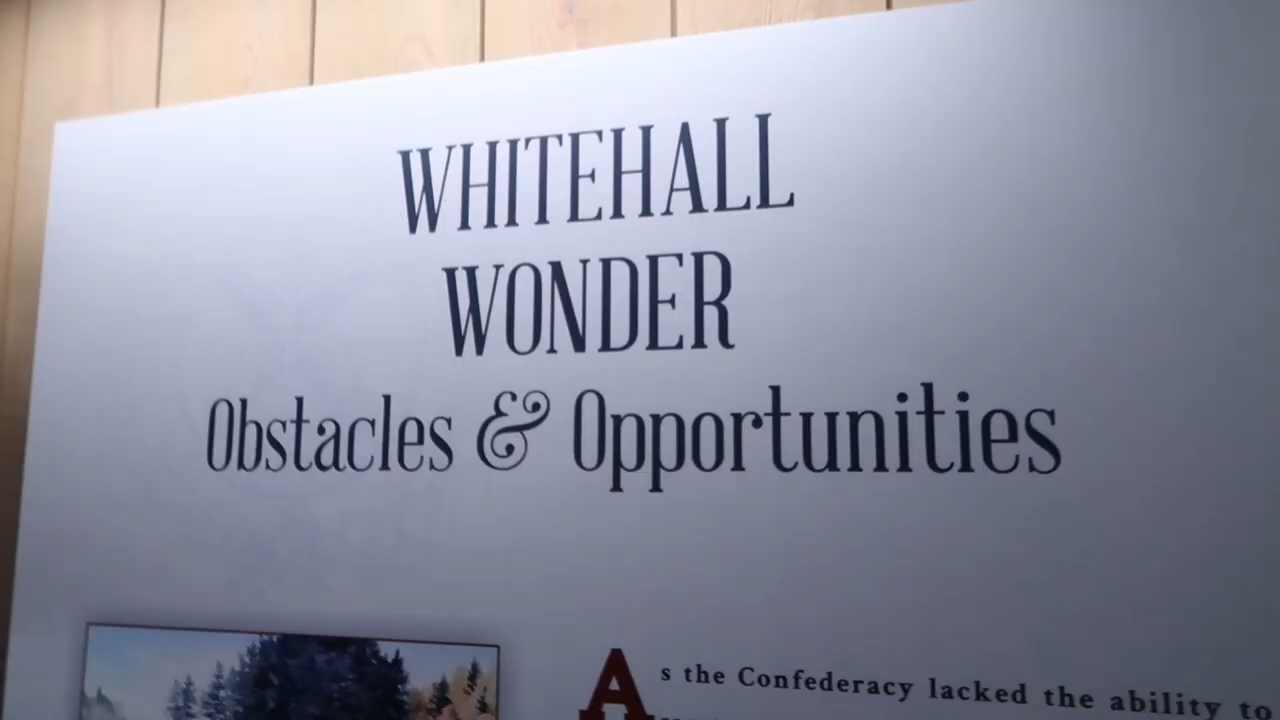 WHITEHALL
WONDER
Obstacles & Opportunities
As the Confederacy lacked the ability to